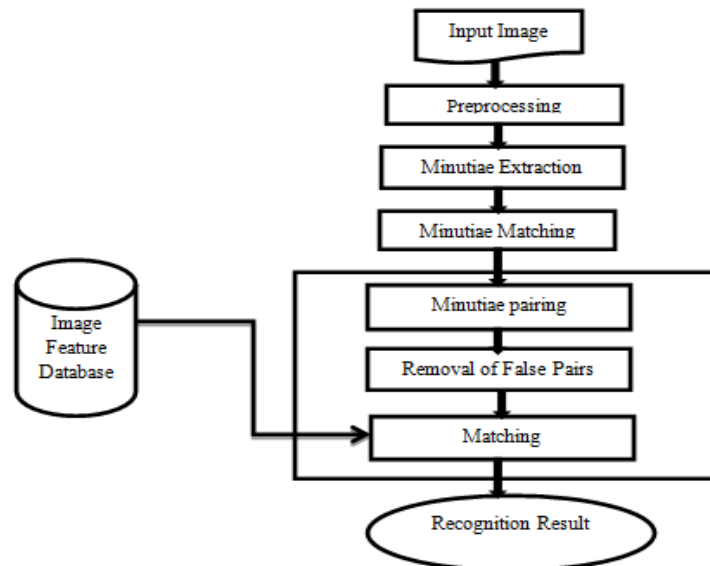 Input Image
Preprocessing
Minutiae Extraction
Minutiae Matching
Minutiae pairing
Image
Feature
Database
Removal of False Pairs
Matching
Recognition Result